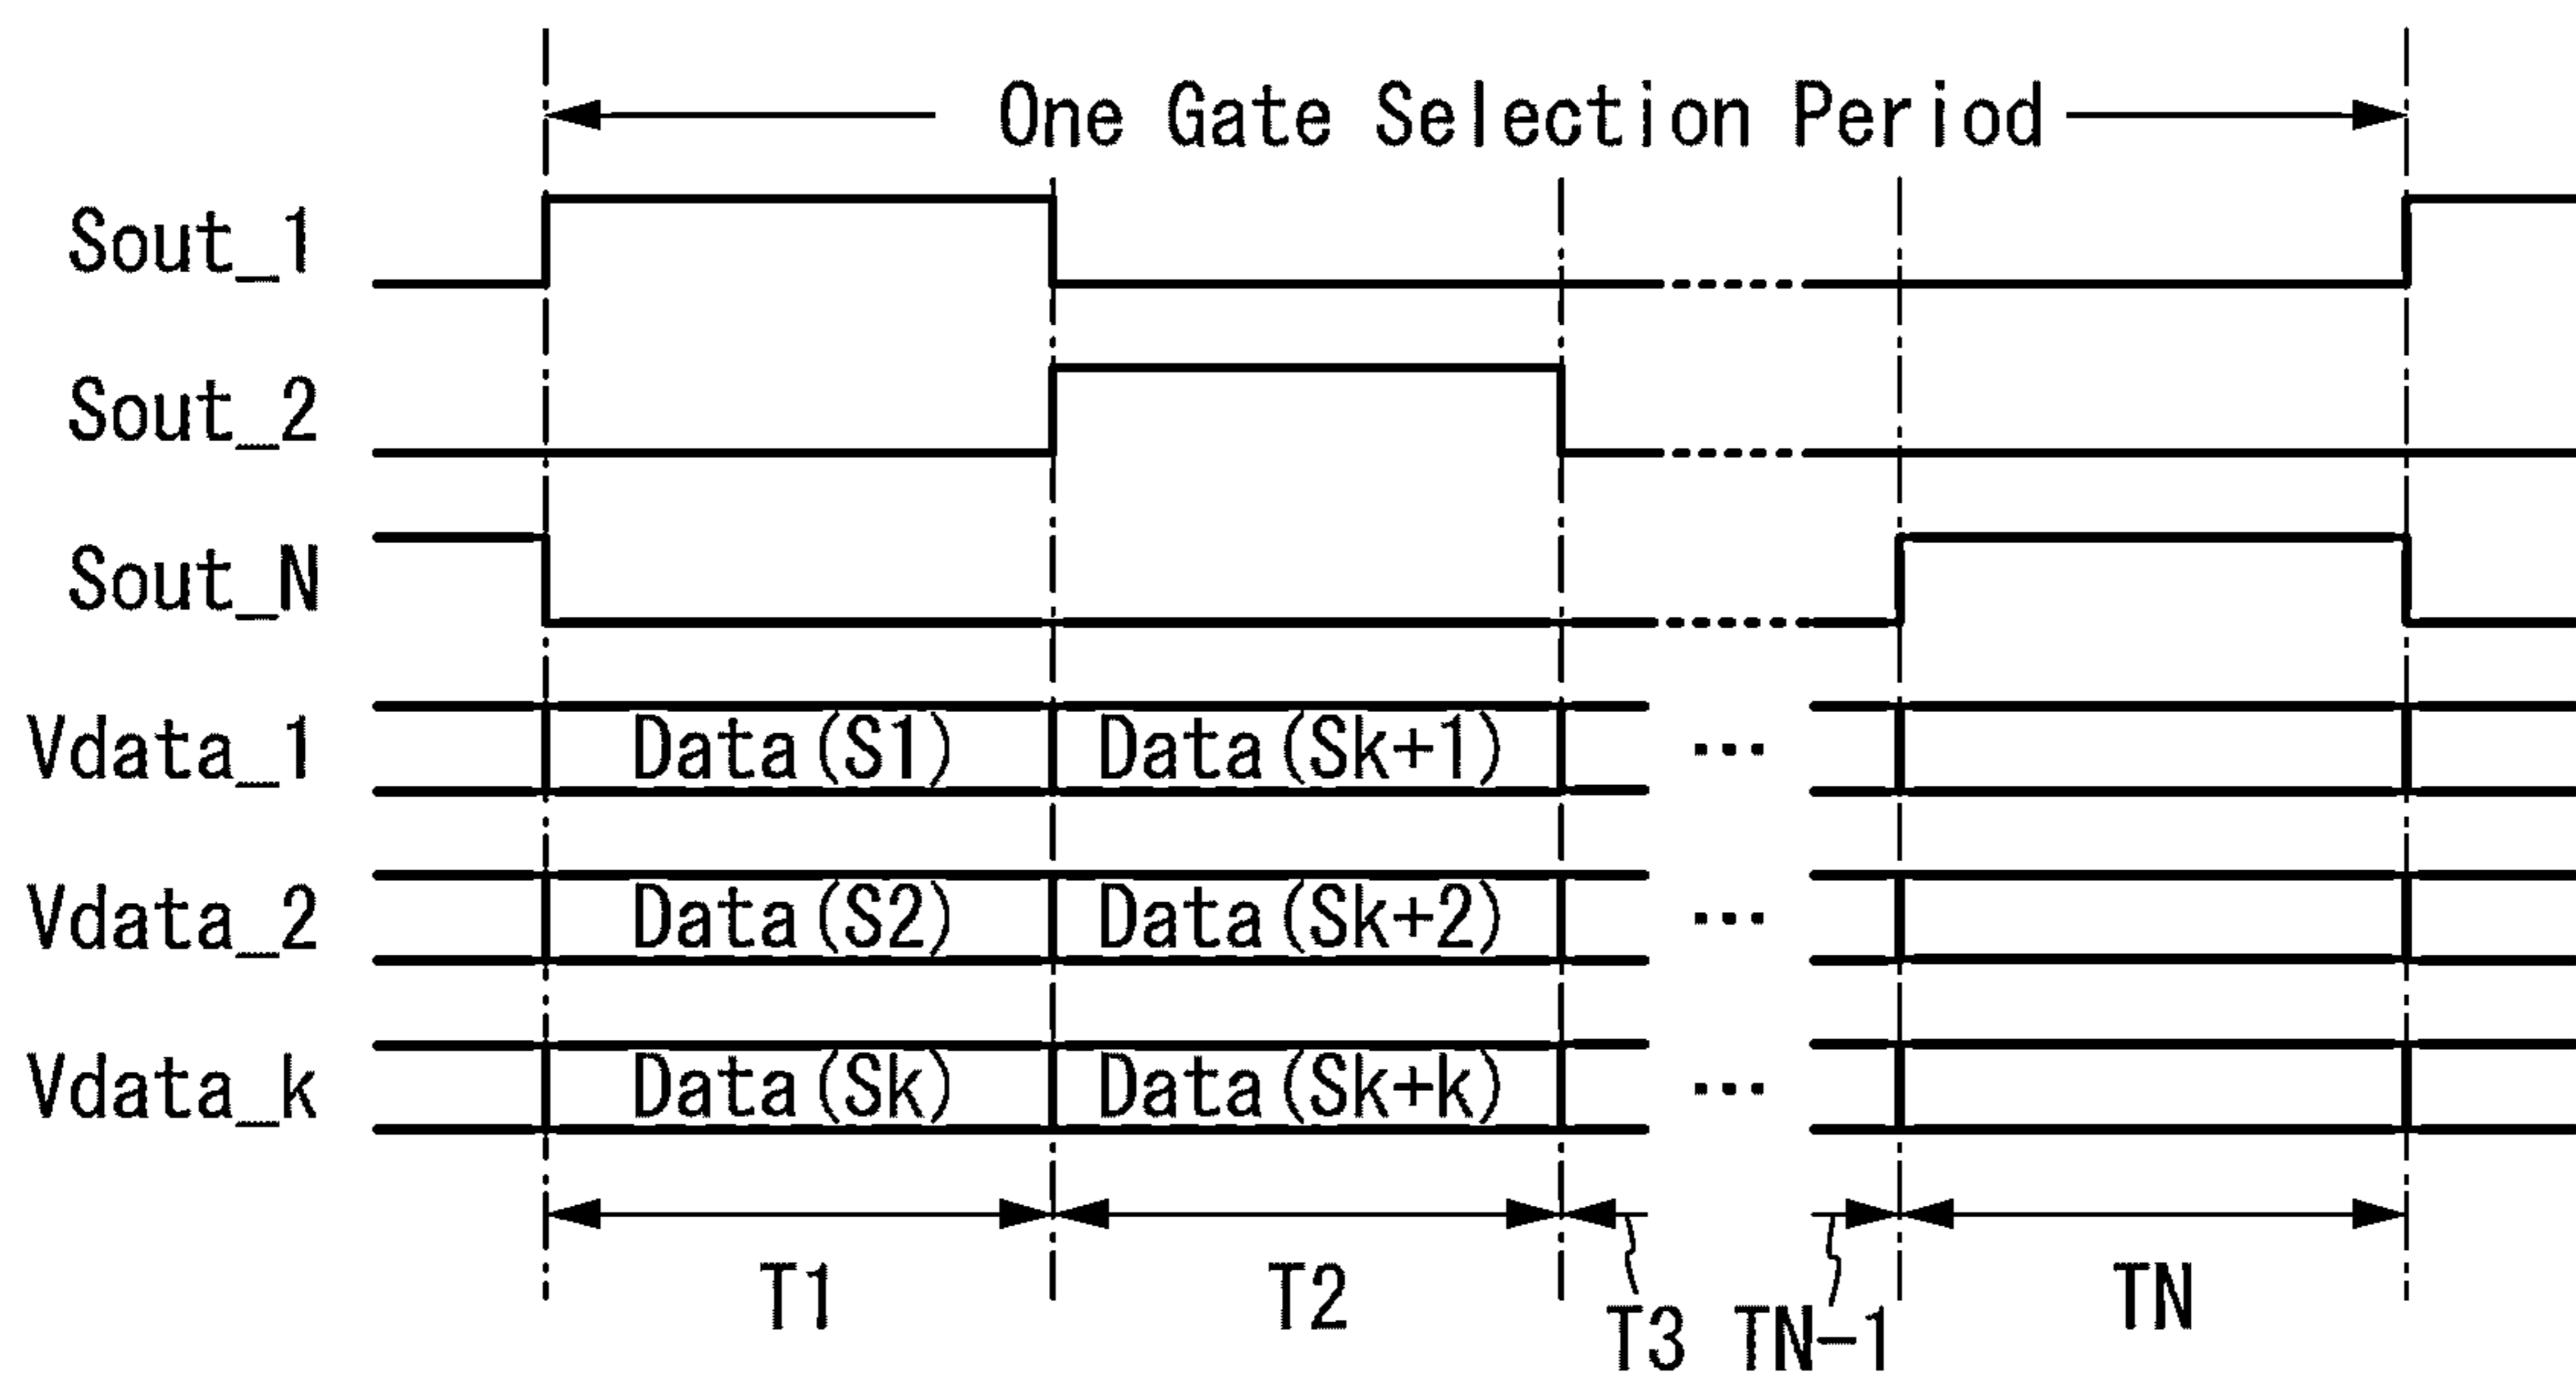 One Gate Selection Period
Sout_1
Sout_2
Sout_N
Vdata_1 Data(S1) Data(Sk+1) ...
Vdata_2 Data(S2) Data(Sk+2) ...
Vdata_k Data(Sk) Data(Sk+k) ...
T1 T2 T3 TN-1 TN